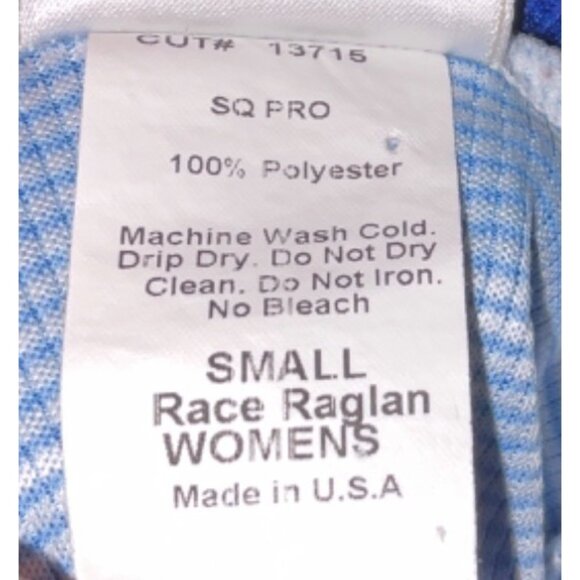 CUT# 13715
SQ PRO
100% Polyester
Machine Wash Cold.
Drip Dry. Do Not Dry
Clean. Do Not Iron.
No Bleach
SMALL
Race Raglan
WOMENS
Made in U.S.A